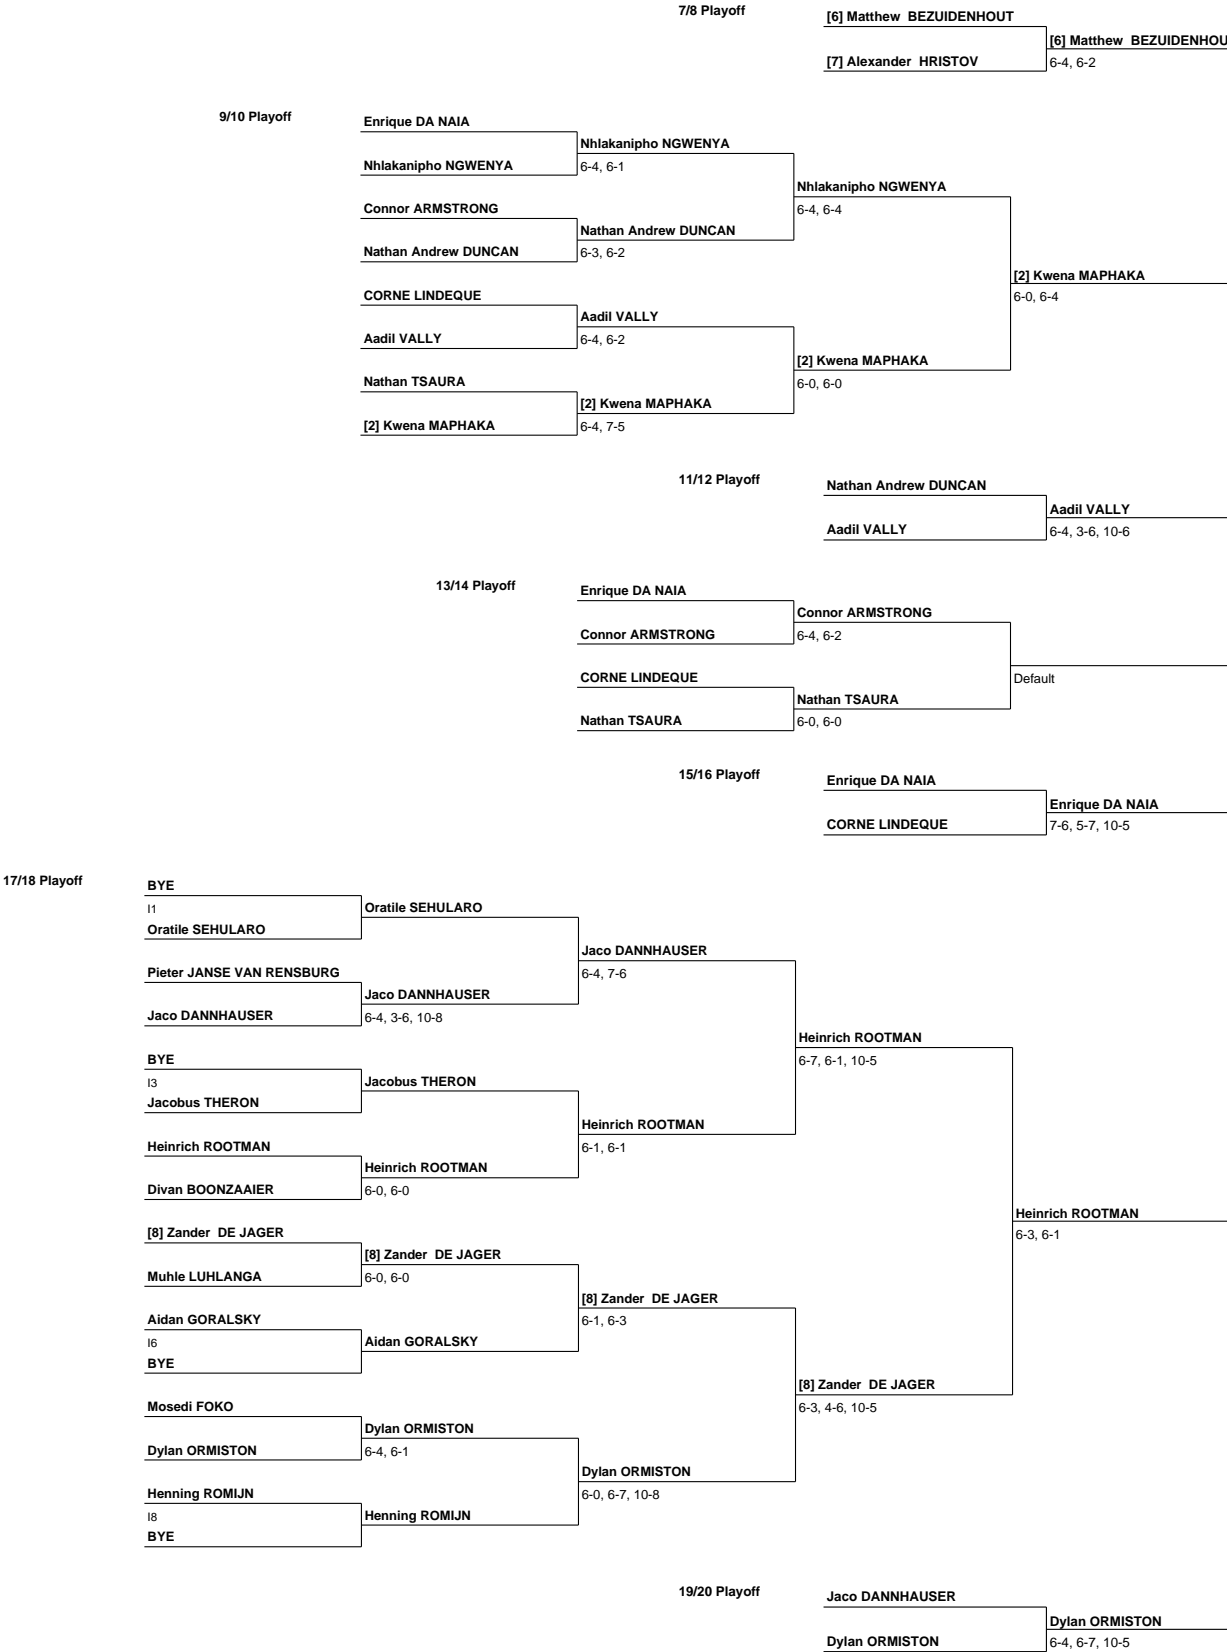 7/8 Playoff
[6] Matthew BEZUIDENHOUT
[6] Matthew BEZUIDENHOU
[7] Alexander HRISTOV
6-4, 6-2
9/10 Playoff
Enrique DA NAIA
Nhlakanipho NGWENYA
Nhlakanipho NGWENYA
6-4, 6-1
Nhlakanipho NGWENYA
Connor ARMSTRONG
6-4, 6-4
Nathan Andrew DUNCAN
Nathan Andrew DUNCAN
6-3, 6-2
[2] Kwena MAPHAKA
CORNE LINDEQUE
6-0, 6-4
Aadil VALLY
Aadil VALLY
6-4, 6-2
[2] Kwena MAPHAKA
Nathan TSAURA
6-0, 6-0
[2] Kwena MAPHAKA
[2] Kwena MAPHAKA
6-4, 7-5
11/12 Playoff
Nathan Andrew DUNCAN
Aadil VALLY
Aadil VALLY
6-4, 3-6, 10-6
13/14 Playoff
Enrique DA NAIA
Connor ARMSTRONG
Connor ARMSTRONG
6-4, 6-2
CORNE LINDEQUE
Default
Nathan TSAURA
Nathan TSAURA
6-0, 6-0
15/16 Playoff
Enrique DA NAIA
Enrique DA NAIA
CORNE LINDEQUE
7-6, 5-7, 10-5
17/18 Playoff
BYE
I1
Oratile SEHULARO
Oratile SEHULARO
Jaco DANNHAUSER
Pieter JANSE VAN RENSBURG
6-4, 7-6
Jaco DANNHAUSER
Jaco DANNHAUSER
6-4, 3-6, 10-8
Heinrich ROOTMAN
BYE
6-7, 6-1, 10-5
I3
Jacobus THERON
Jacobus THERON
Heinrich ROOTMAN
Heinrich ROOTMAN
6-1, 6-1
Heinrich ROOTMAN
Divan BOONZAAIER
6-0, 6-0
Heinrich ROOTMAN
[8] Zander DE JAGER
6-3, 6-1
[8] Zander DE JAGER
Muhle LUHLANGA
6-0, 6-0
[8] Zander DE JAGER
Aidan GORALSKY
6-1, 6-3
I6
Aidan GORALSKY
BYE
[8] Zander DE JAGER
Mosedi FOKO
6-3, 4-6, 10-5
Dylan ORMISTON
Dylan ORMISTON
6-4, 6-1
Dylan ORMISTON
Henning ROMIJN
6-0, 6-7, 10-8
I8
Henning ROMIJN
BYE
19/20 Playoff
Jaco DANNHAUSER
Dylan ORMISTON
Dylan ORMISTON
6-4, 6-7, 10-5